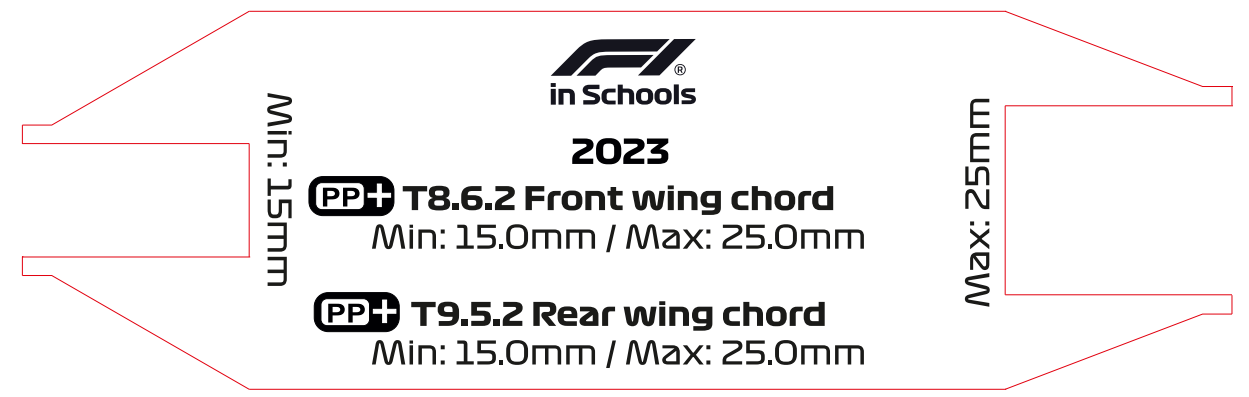 F1®
in Schools
2023
Min: 15mm
PP+ T8.6.2 Front wing chord
Min: 15.0mm / Max: 25.0mm
PP+ T9.5.2 Rear wing chord
Min: 15.0mm / Max: 25.0mm
Max: 25mm